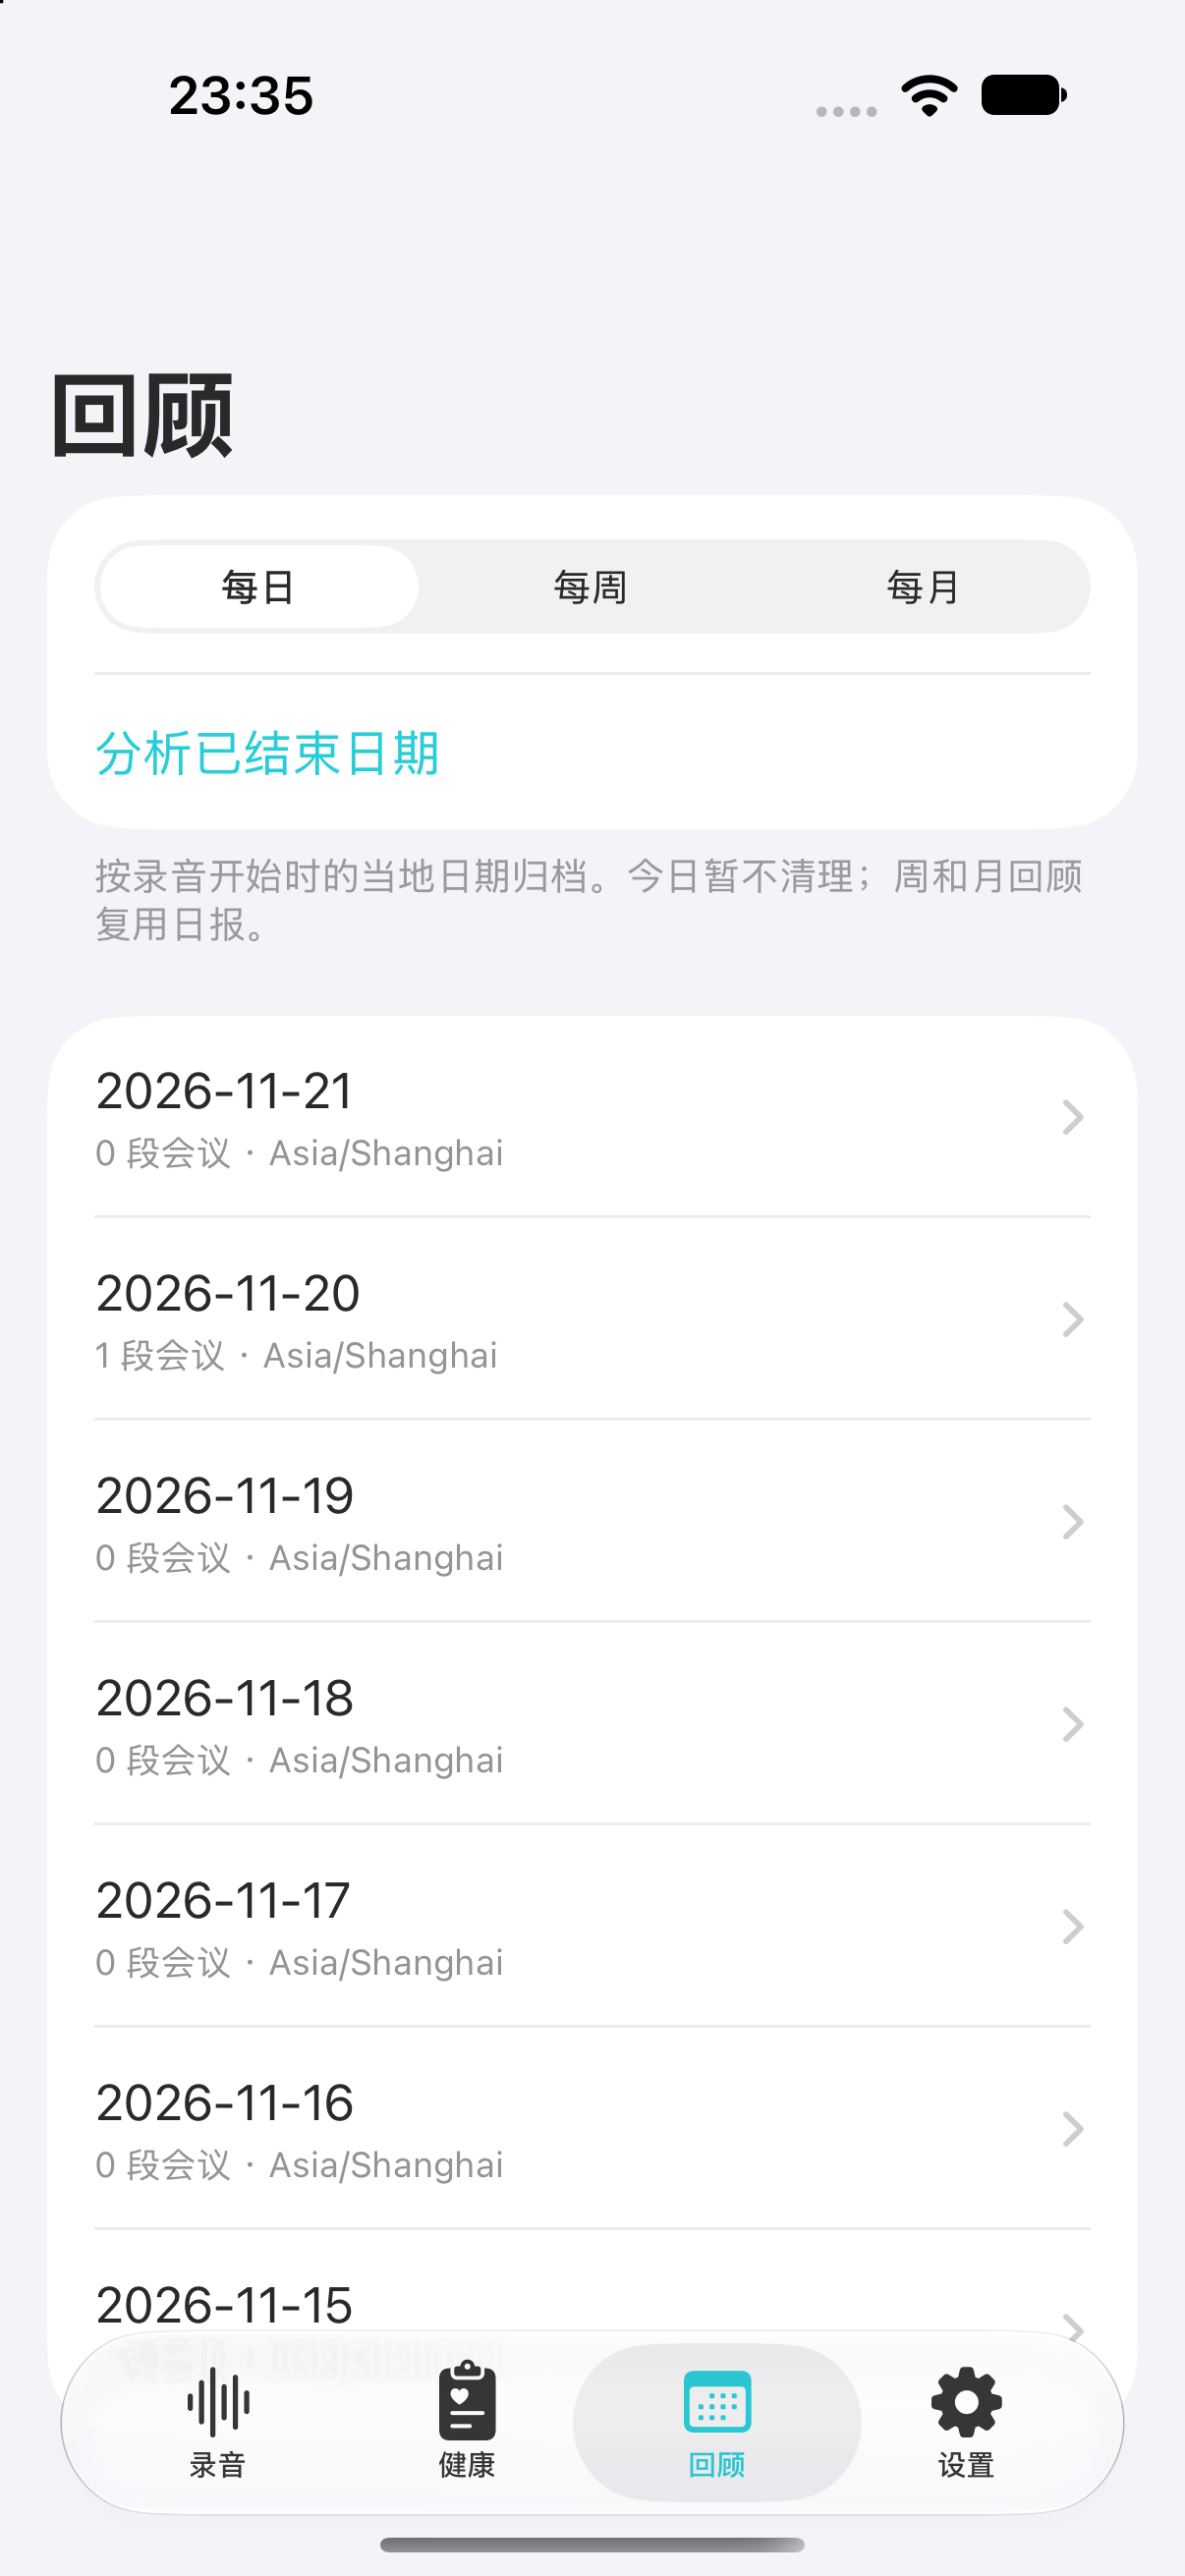 23:35
回顾
每日 每周 每月
分析已结束日期
按录音开始时的当地日期归档。今日暂不清理；周和月回顾
复用日报。
2026-11-21
0 段会议 · Asia/Shanghai
2026-11-20
1 段会议 · Asia/Shanghai
2026-11-19
0 段会议 · Asia/Shanghai
2026-11-18
0 段会议 · Asia/Shanghai
2026-11-17
0 段会议 · Asia/Shanghai
2026-11-16
0 段会议 · Asia/Shanghai
2026-11-15
录音 健康 回顾 设置